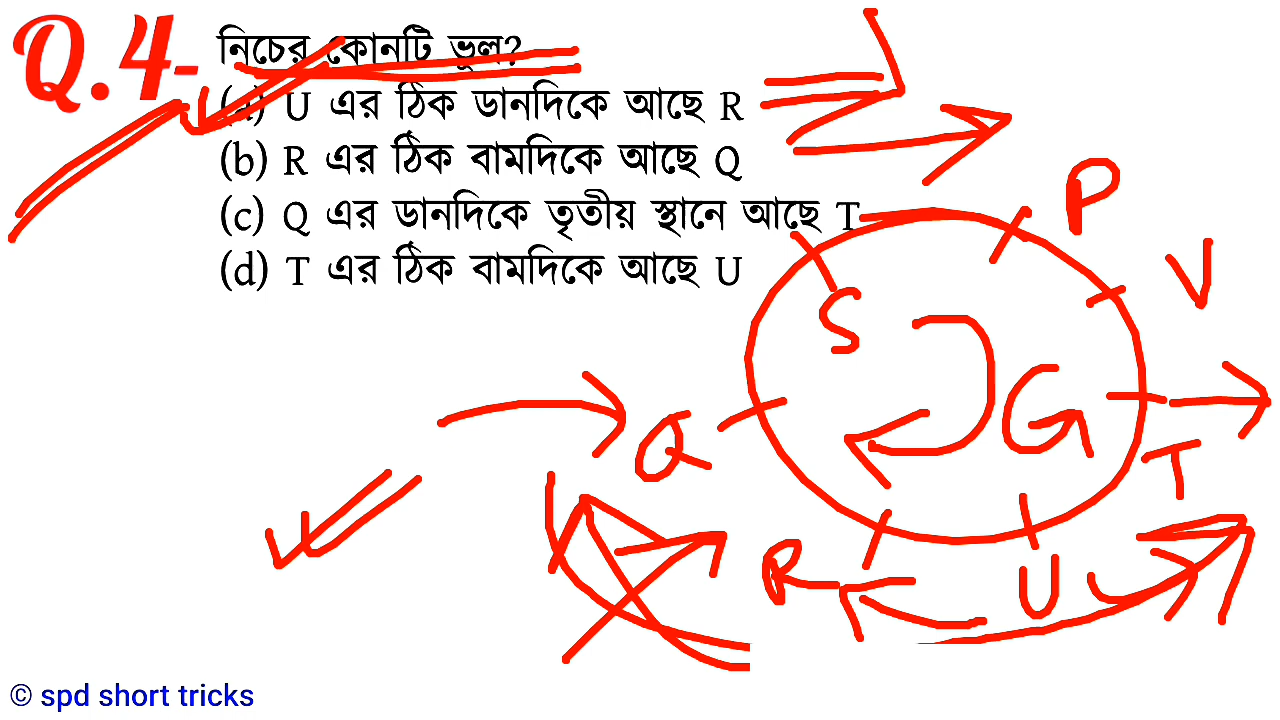 Q.4- নিচের কোনটি ভুল?
(a) U এর ঠিক ডানদিকে আছে R
(b) R এর ঠিক বামদিকে আছে Q
(c) Q এর ডানদিকে তৃতীয় স্থানে আছে T
(d) T এর ঠিক বামদিকে আছে U
P
V
S
G
Q
T
R
U
© spd short tricks